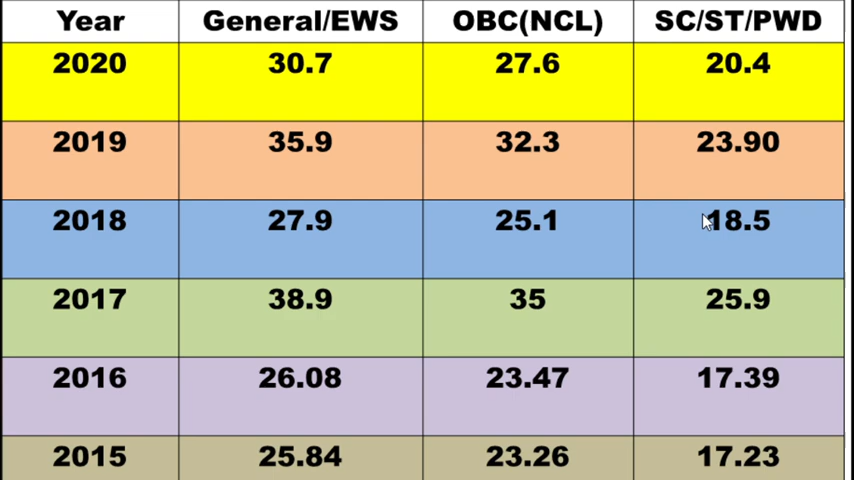 Year General/EWS OBC(NCL) SC/ST/PWD
2020 30.7 27.6 20.4
2019 35.9 32.3 23.90
2018 27.9 25.1 18.5
2017 38.9 35 25.9
2016 26.08 23.47 17.39
2015 25.84 23.26 17.23